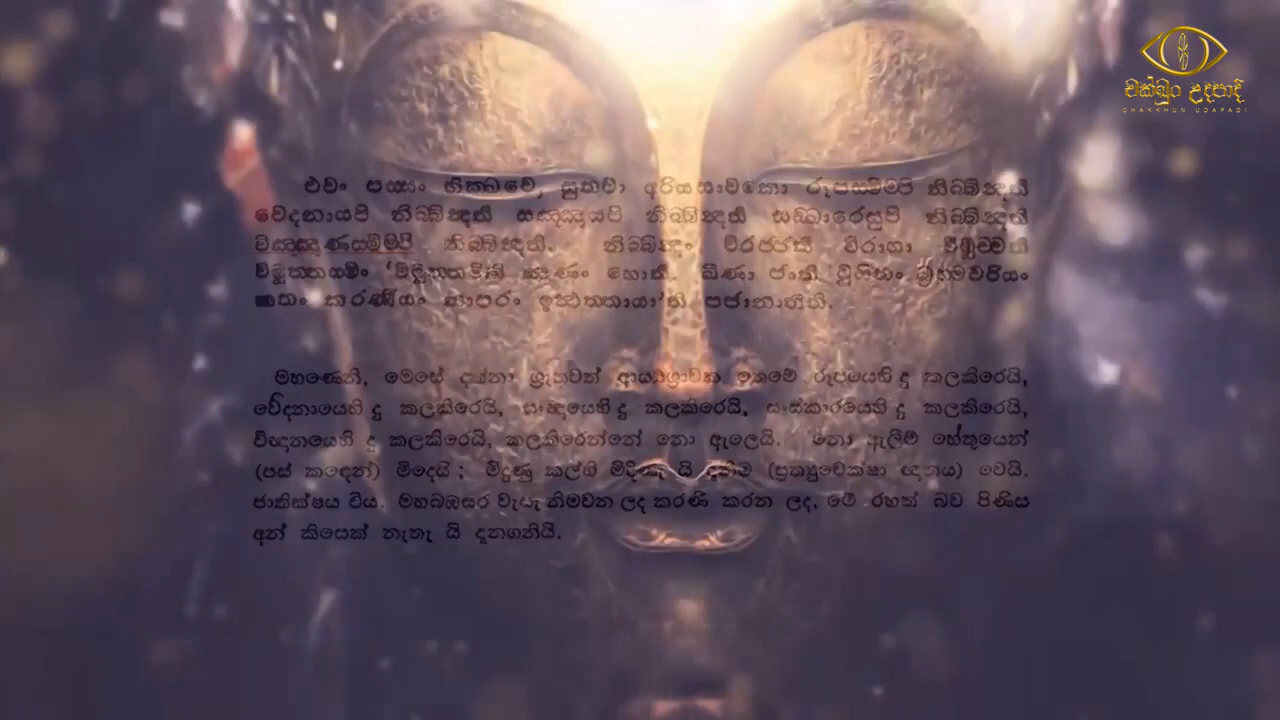 චක්ඛුං උදපාදි
CHAKKHUN UDAPADI
එවං පස්සං භික්ඛවෙ, සුතවා අරියසාවකො රූපස්මිම්පි නිබ්බින්දති
වේදනායපි නිබ්බින්දති සඤ්ඤායපි නිබ්බින්දති සඞ්ඛාරෙසුපි නිබ්බින්දති
විඤ්ඤාණස්මිම්පි නිබ්බින්දති. නිබ්බින්දං විරජ්ජති විරාගා විමුච්චති
විමුත්තස්මිං 'විමුත්තමිති ඤාණං හොති. ඛීණා ජාති වුසිතං බ්‍රහ්මචරියං
කතං කරණීයං නාපරං ඉත්ථත්තායා'ති පජානාතීති.
මහණෙනි, මෙසේ දක්නා ශ්‍රැතවත් ආර්‍ය්‍යශ්‍රාවක තෙමේ රූපයෙහි දු කලකිරෙයි,
වේදනායෙහි දු කලකිරෙයි, සංඥායෙහි දු කලකිරෙයි, සංස්කාරයෙහි දු කලකිරෙයි,
විඥානයෙහි දු කලකිරෙයි, කලකිරෙන්නේ නො ඇලෙයි. නො ඇලීම් හේතුයෙන්
(පස් කඳෙන්) මිදෙයි ; මිදුණු කල්හි මිදිණැ යි දැනීම (ප්‍රත්‍යවේක්ෂා ඥානය) වෙයි.
ජාතික්ෂය විය. මහබඹසර වැසැ නිමවන ලද කරණි කරන ලද, මේ රහත් බව පිණිස
අන් කිසෙක් නැතැ යි දැනගනියි.